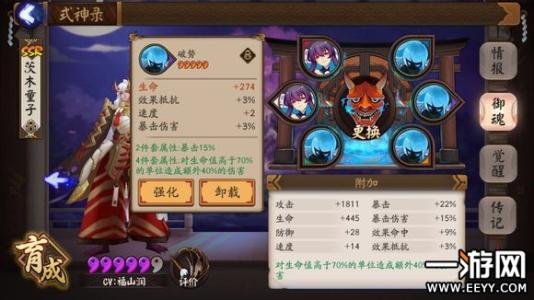 式神录
SSR
茨木童子
破势
99999
生命 +274
效果抵抗 +3%
速度 +2
暴击伤害 +3%
2件套属性:暴击15%
4件套属性:对生命值高于70%
的单位造成额外40%的伤害
强化
卸载
更换
附加
攻击 +1811 暴击 +22%
生命 +445 暴击伤害 +15%
防御 +28 效果命中 +9%
速度 +14 效果抵抗 +3%
对生命值高于70%的单位造成额外40%的伤害
情报
御魂
觉醒
传记
育成
999999
CV:福山润
评价
一游网
WWW.EEYY.COM